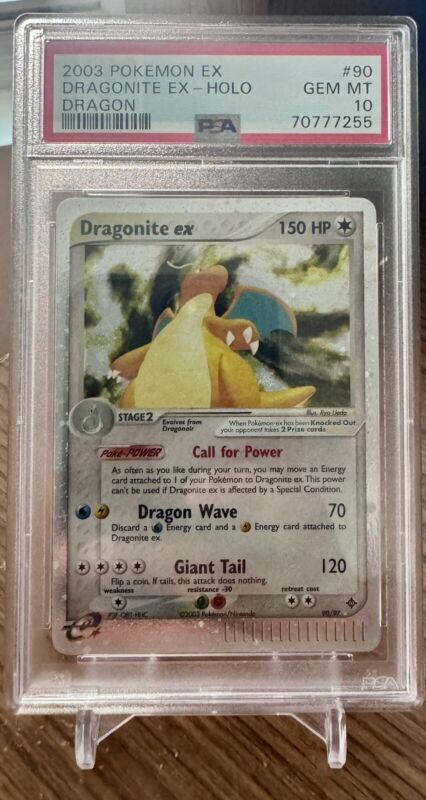 2003 POKEMON EX #90
DRAGONITE EX - HOLO GEM MT
DRAGON 10
PSA 70777255
Dragonite ex 150 HP
Illus. Ryo Ueda
STAGE 2
Evolves from
Dragonair
When Pokémon-ex has been Knocked Out
your opponent takes 2 Prize cards.
Poké-POWER Call for Power
As often as you like during your turn, you may move an Energy
card attached to 1 of your Pokémon to Dragonite ex. This power
can't be used if Dragonite ex is affected by a Special Condition.
Dragon Wave 70
Discard a Energy card and a Energy card attached to
Dragonite ex.
Giant Tail 120
Flip a coin. If tails, this attack does nothing.
weakness resistance -30 retreat cost
©2003 Pokémon/Nintendo 90/97
PSA